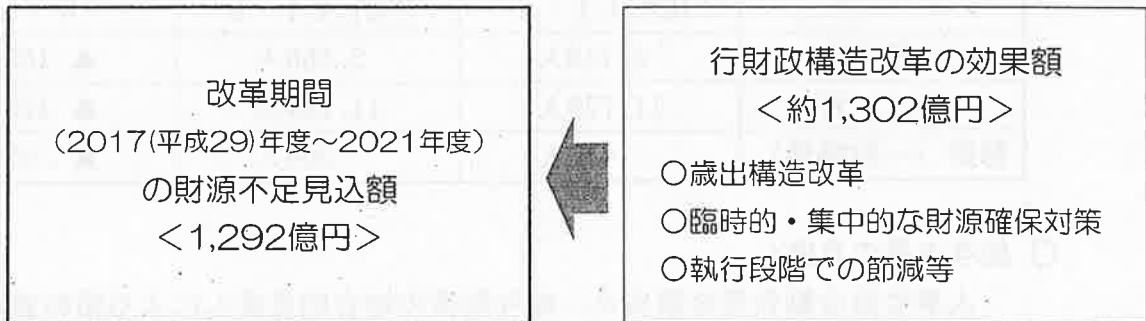 改革期間
（2017(平成29)年度～2021年度）
の財源不足見込額
＜1,292億円＞
行財政構造改革の効果額
＜約1,302億円＞
○歳出構造改革
○臨時的・集中的な財源確保対策
○執行段階での節減等